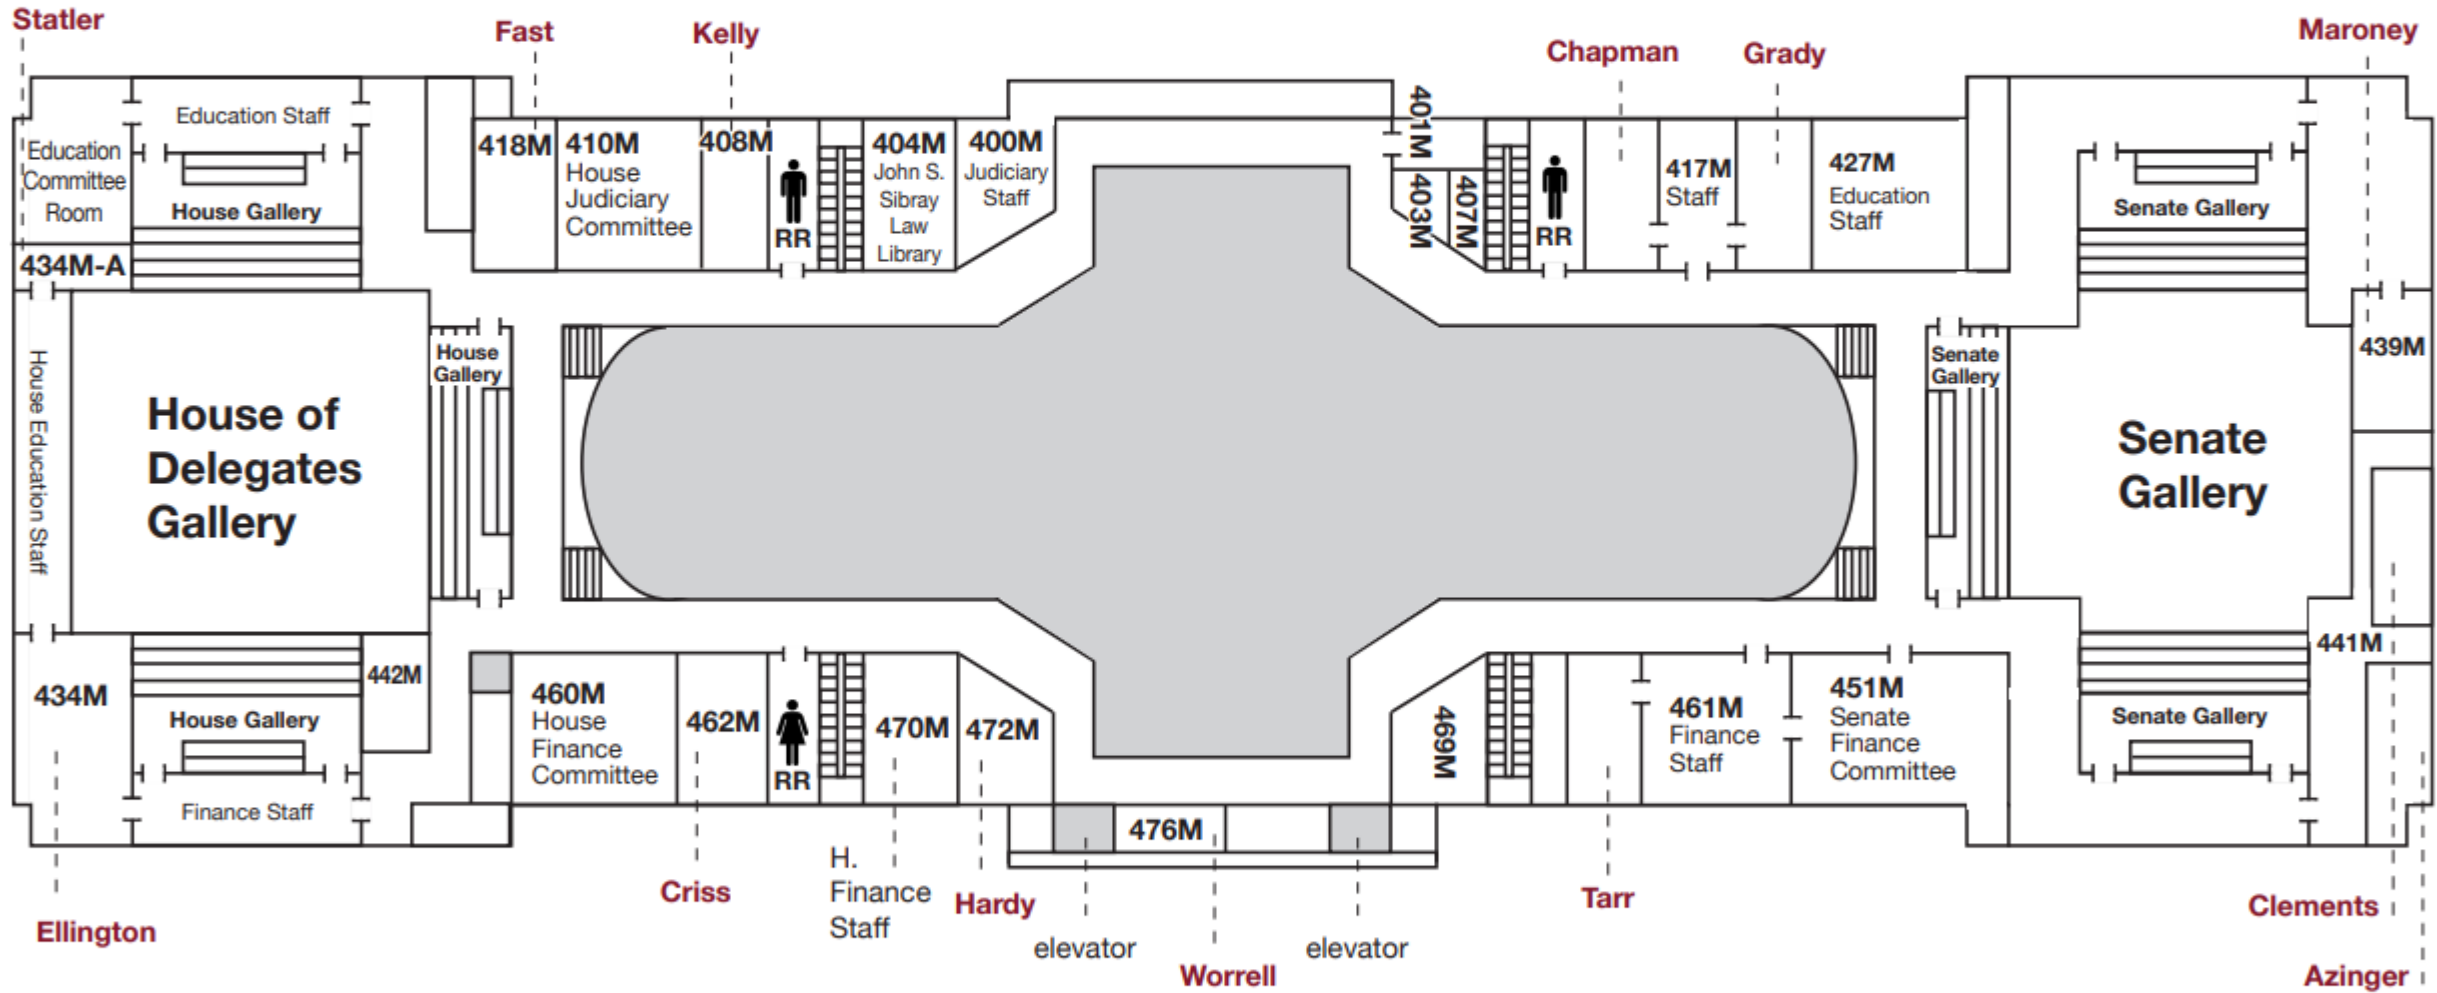 Statler
Fast
Kelly
Chapman
Grady
Maroney
Education Staff
Education
Committee
Room
House Gallery
434M-A
418M
410M
House
Judiciary
Committee
408M
RR
404M
John S.
Sibray
Law
Library
400M
Judiciary
Staff
401M
403M
407M
RR
417M
Staff
427M
Education
Staff
Senate Gallery
House Education Staff
House of
Delegates
Gallery
House
Gallery
Senate
Gallery
Senate
Gallery
439M
434M
442M
House Gallery
Finance Staff
460M
House
Finance
Committee
462M
RR
470M
472M
476M
469M
461M
Finance
Staff
451M
Senate
Finance
Committee
441M
Senate Gallery
Ellington
Criss
H.
Finance
Staff
Hardy
elevator
Worrell
elevator
Tarr
Clements
Azinger